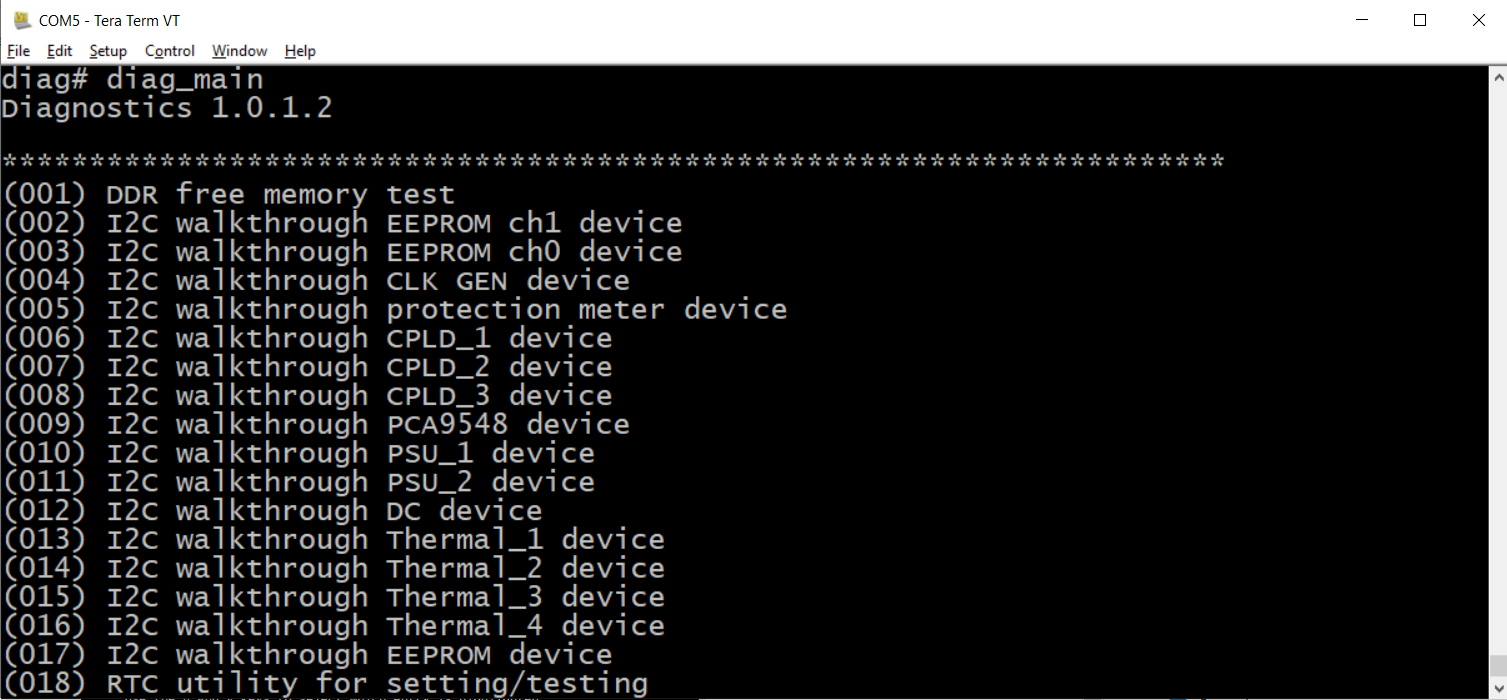 COM5 - Tera Term VT
File Edit Setup Control Window Help
diag# diag_main
Diagnostics 1.0.1.2
**********************************************************************
(001) DDR free memory test
(002) I2C walkthrough EEPROM ch1 device
(003) I2C walkthrough EEPROM ch0 device
(004) I2C walkthrough CLK GEN device
(005) I2C walkthrough protection meter device
(006) I2C walkthrough CPLD_1 device
(007) I2C walkthrough CPLD_2 device
(008) I2C walkthrough CPLD_3 device
(009) I2C walkthrough PCA9548 device
(010) I2C walkthrough PSU_1 device
(011) I2C walkthrough PSU_2 device
(012) I2C walkthrough DC device
(013) I2C walkthrough Thermal_1 device
(014) I2C walkthrough Thermal_2 device
(015) I2C walkthrough Thermal_3 device
(016) I2C walkthrough Thermal_4 device
(017) I2C walkthrough EEPROM device
(018) RTC utility for setting/testing